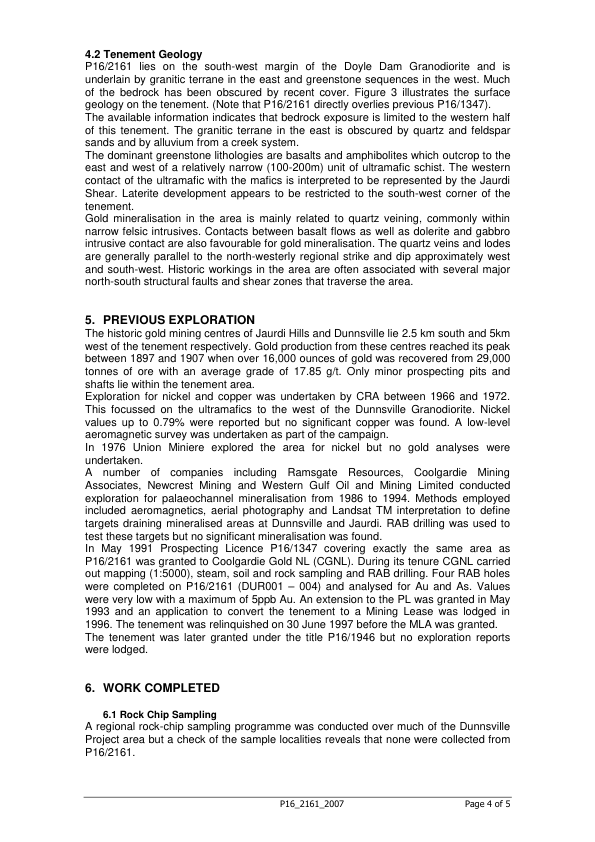 4.2 Tenement Geology
P16/2161 lies on the south-west margin of the Doyle Dam Granodiorite and is
underlain by granitic terrane in the east and greenstone sequences in the west. Much
of the bedrock has been obscured by recent cover. Figure 3 illustrates the surface
geology on the tenement. (Note that P16/2161 directly overlies previous P16/1347).
The available information indicates that bedrock exposure is limited to the western half
of this tenement. The granitic terrane in the east is obscured by quartz and feldspar
sands and by alluvium from a creek system.
The dominant greenstone lithologies are basalts and amphibolites which outcrop to the
east and west of a relatively narrow (100-200m) unit of ultramafic schist. The western
contact of the ultramafic with the mafics is interpreted to be represented by the Jaurdi
Shear. Laterite development appears to be restricted to the south-west corner of the
tenement.
Gold mineralisation in the area is mainly related to quartz veining, commonly within
narrow felsic intrusives. Contacts between basalt flows as well as dolerite and gabbro
intrusive contact are also favourable for gold mineralisation. The quartz veins and lodes
are generally parallel to the north-westerly regional strike and dip approximately west
and south-west. Historic workings in the area are often associated with several major
north-south structural faults and shear zones that traverse the area.
5. PREVIOUS EXPLORATION
The historic gold mining centres of Jaurdi Hills and Dunnsville lie 2.5 km south and 5km
west of the tenement respectively. Gold production from these centres reached its peak
between 1897 and 1907 when over 16,000 ounces of gold was recovered from 29,000
tonnes of ore with an average grade of 17.85 g/t. Only minor prospecting pits and
shafts lie within the tenement area.
Exploration for nickel and copper was undertaken by CRA between 1966 and 1972.
This focussed on the ultramafics to the west of the Dunnsville Granodiorite. Nickel
values up to 0.79% were reported but no significant copper was found. A low-level
aeromagnetic survey was undertaken as part of the campaign.
In 1976 Union Miniere explored the area for nickel but no gold analyses were
undertaken.
A number of companies including Ramsgate Resources, Coolgardie Mining
Associates, Newcrest Mining and Western Gulf Oil and Mining Limited conducted
exploration for palaeochannel mineralisation from 1986 to 1994. Methods employed
included aeromagnetics, aerial photography and Landsat TM interpretation to define
targets draining mineralised areas at Dunnsville and Jaurdi. RAB drilling was used to
test these targets but no significant mineralisation was found.
In May 1991 Prospecting Licence P16/1347 covering exactly the same area as
P16/2161 was granted to Coolgardie Gold NL (CGNL). During its tenure CGNL carried
out mapping (1:5000), steam, soil and rock sampling and RAB drilling. Four RAB holes
were completed on P16/2161 (DUR001 – 004) and analysed for Au and As. Values
were very low with a maximum of 5ppb Au. An extension to the PL was granted in May
1993 and an application to convert the tenement to a Mining Lease was lodged in
1996. The tenement was relinquished on 30 June 1997 before the MLA was granted.
The tenement was later granted under the title P16/1946 but no exploration reports
were lodged.
6. WORK COMPLETED
6.1 Rock Chip Sampling
A regional rock-chip sampling programme was conducted over much of the Dunnsville
Project area but a check of the sample localities reveals that none were collected from
P16/2161.
P16_2161_2007 Page 4 of 5